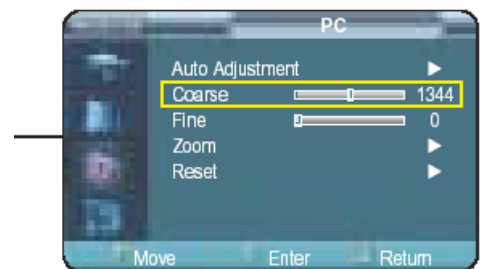 PC
Auto Adjustment
Coarse 1344
Fine 0
Zoom
Reset
Move Enter Return